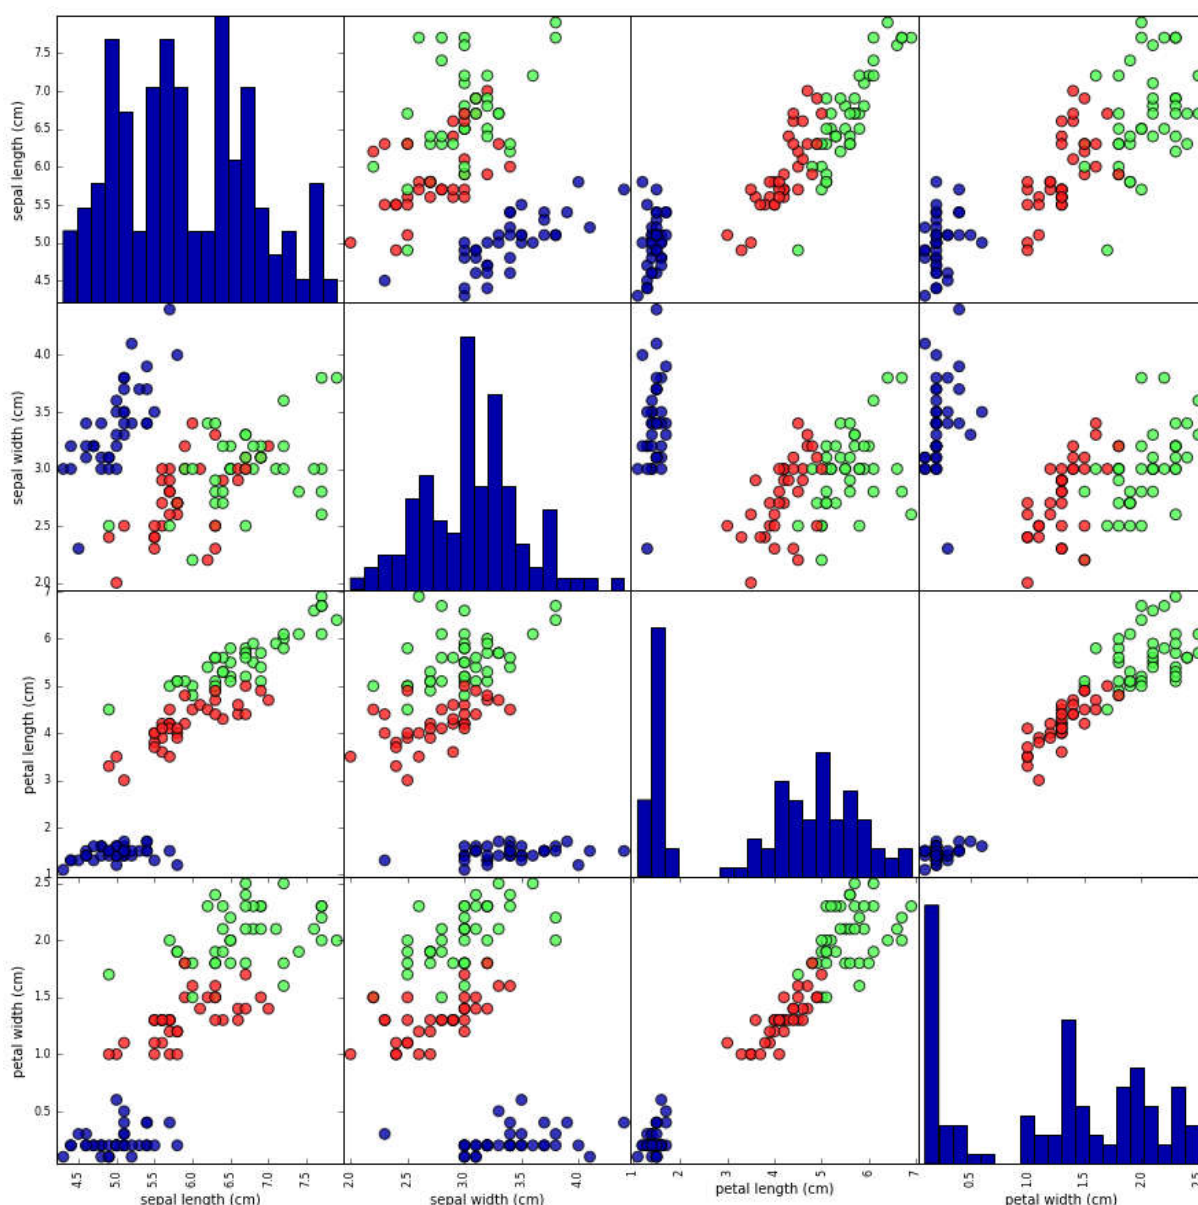 7.5
7.0
6.5
6.0
5.5
5.0
4.5
sepal length (cm)
4.0
3.5
3.0
2.5
2.0
sepal width (cm)
7
6
5
4
3
2
1
petal length (cm)
2.5
2.0
1.5
1.0
0.5
petal width (cm)
4.5 5.0 5.5 6.0 6.5 7.0 7.5
sepal length (cm)
2.0 2.5 3.0 3.5 4.0
sepal width (cm)
1 2 3 4 5 6 7
petal length (cm)
0.5 1.0 1.5 2.0 2.5
petal width (cm)